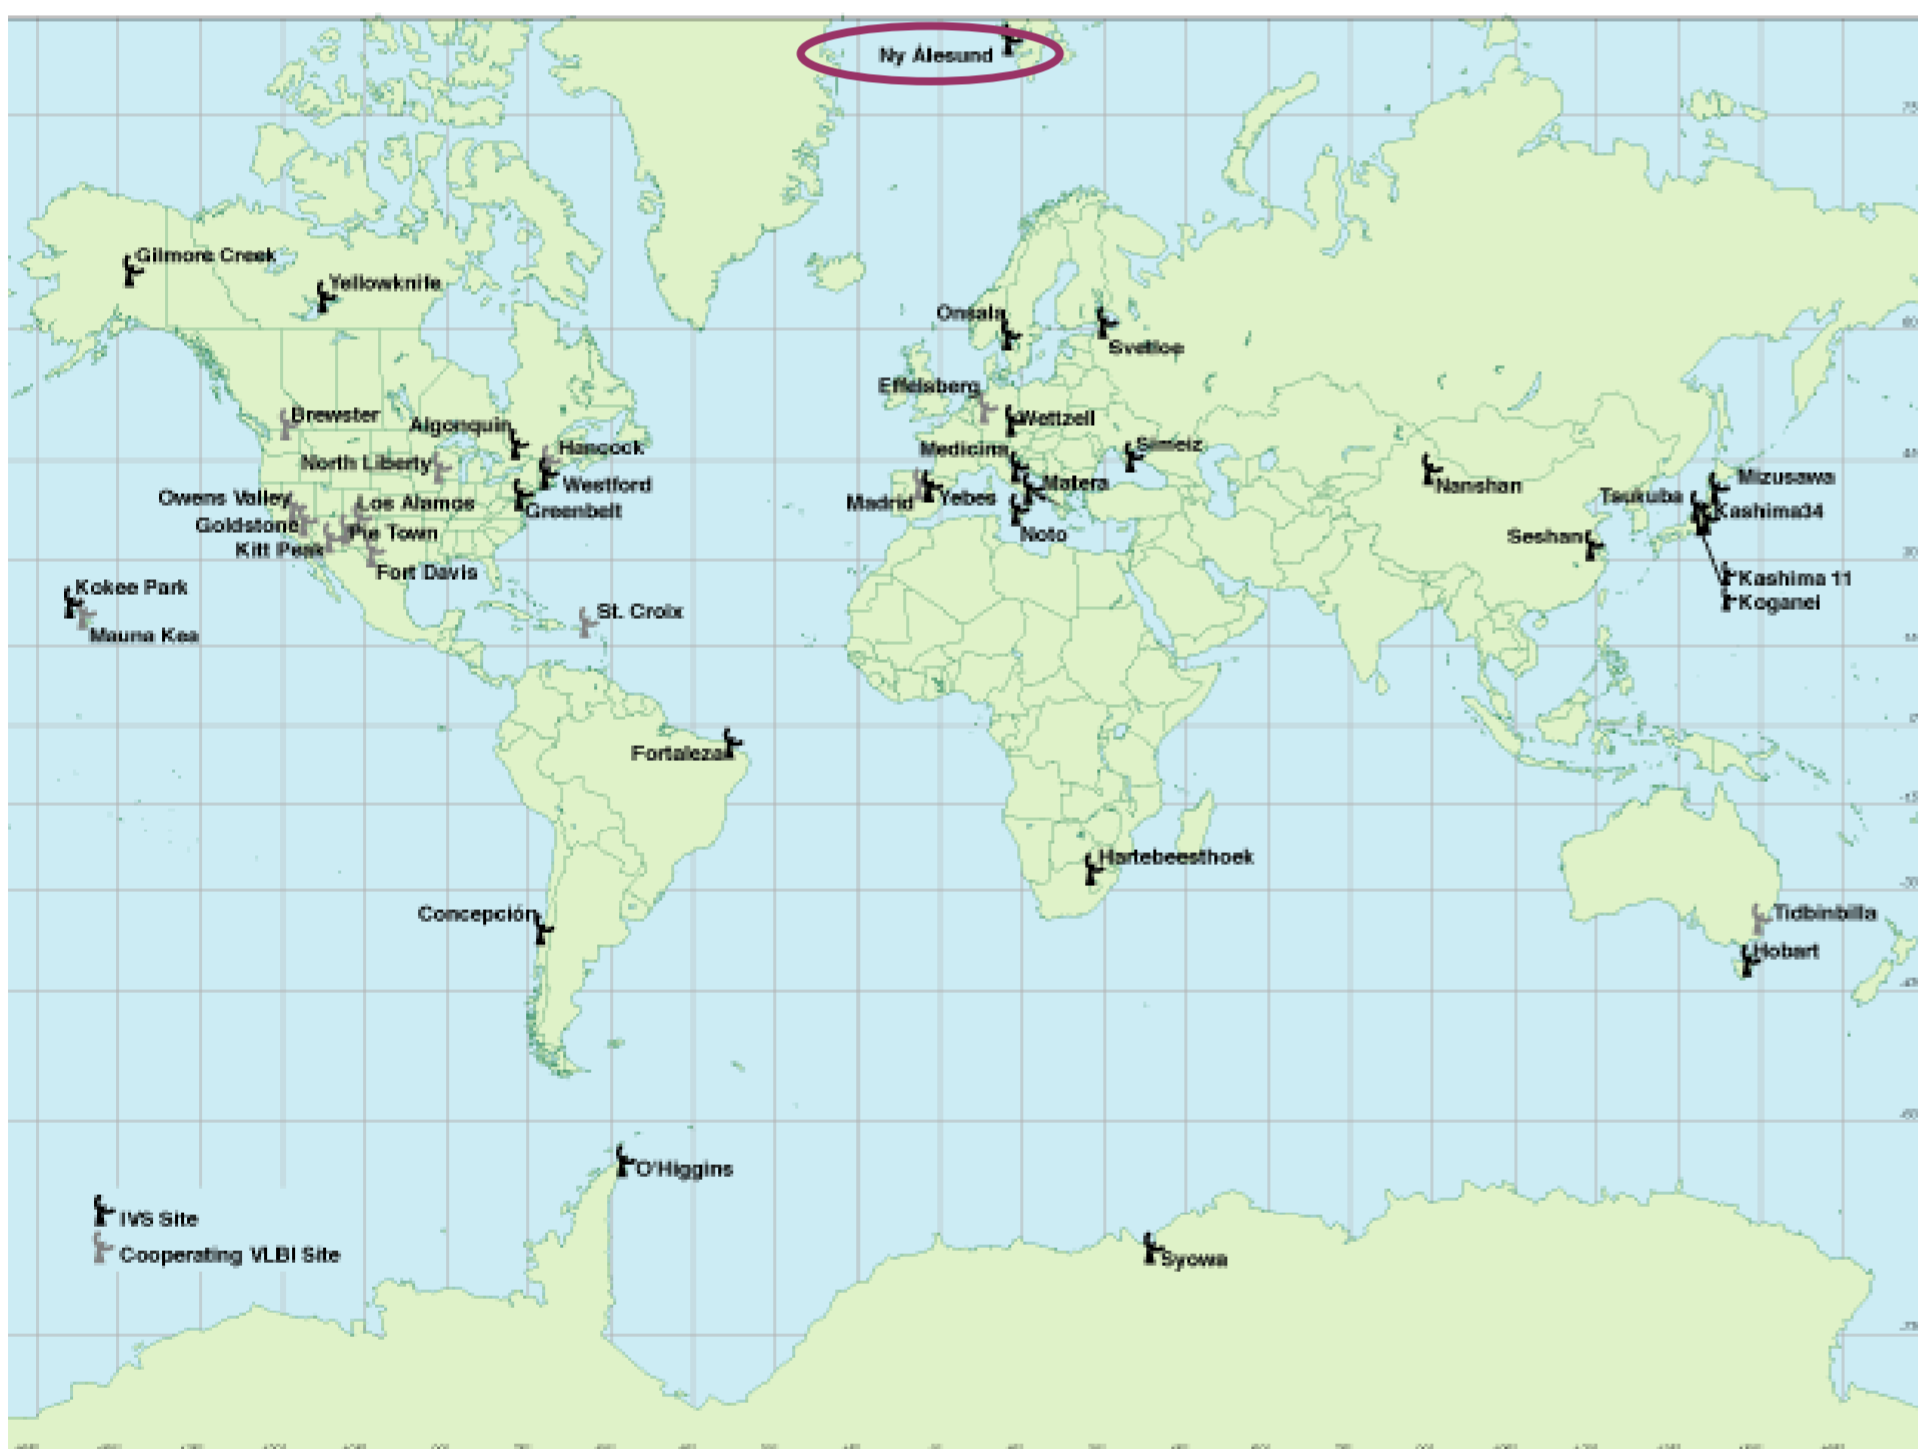 Ny Ålesund
Gilmore Creek
Yellowknife
Onsala
Svetloe
Effelsberg
Brewster
Algonquin
Wettzell
Hancock
Medicina
Simeiz
North Liberty
Westford
Matera
Nanshan
Mizusawa
Owens Valley
Los Alamos
Madrid
Yebes
Tsukuba
Goldstone
Greenbelt
Kashima34
Pie Town
Noto
Seshan
Kitt Peak
Fort Davis
Kashima 11
Kokee Park
Koganei
St. Croix
Mauna Kea
Fortaleza
Hartebeesthoek
Concepción
Tidbinbilla
Hobart
O'Higgins
IVS Site
Cooperating VLBI Site
Syowa